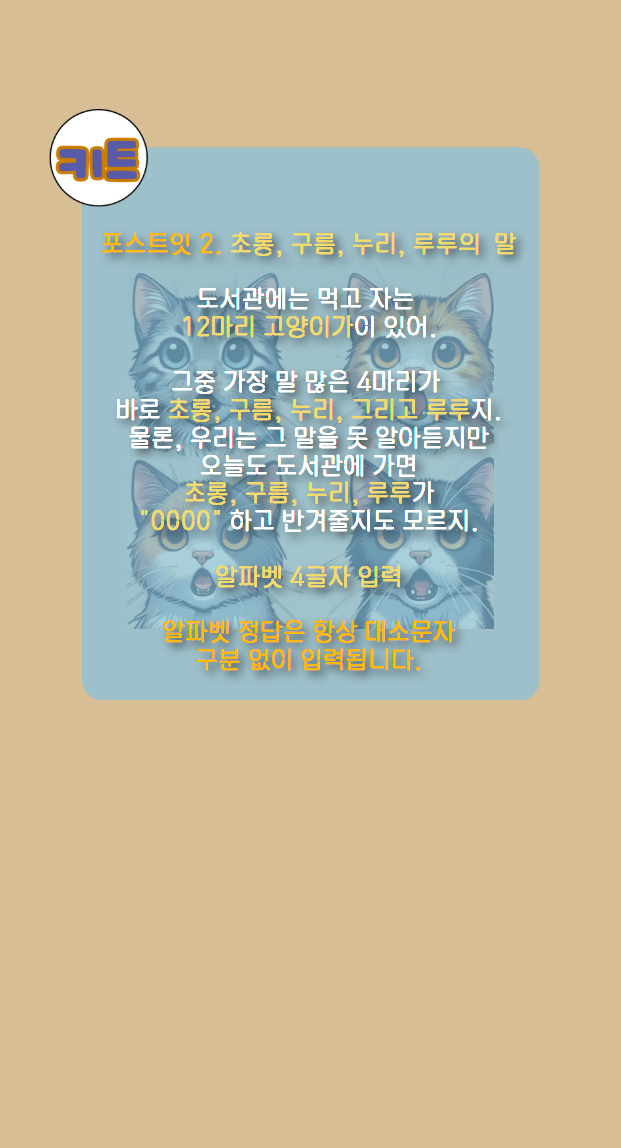 키트
포스트잇 2. 초롱, 구름, 누리, 루루의 말
도서관에는 먹고 자는
12마리 고양이가이 있어.
그중 가장 말 많은 4마리가
바로 초롱, 구름, 누리, 그리고 루루지.
물론, 우리는 그 말을 못 알아듣지만
오늘도 도서관에 가면
초롱, 구름, 누리, 루루가
"OOOO" 하고 반겨줄지도 모르지.
알파벳 4글자 입력
알파벳 정답은 항상 대소문자
구분 없이 입력됩니다.